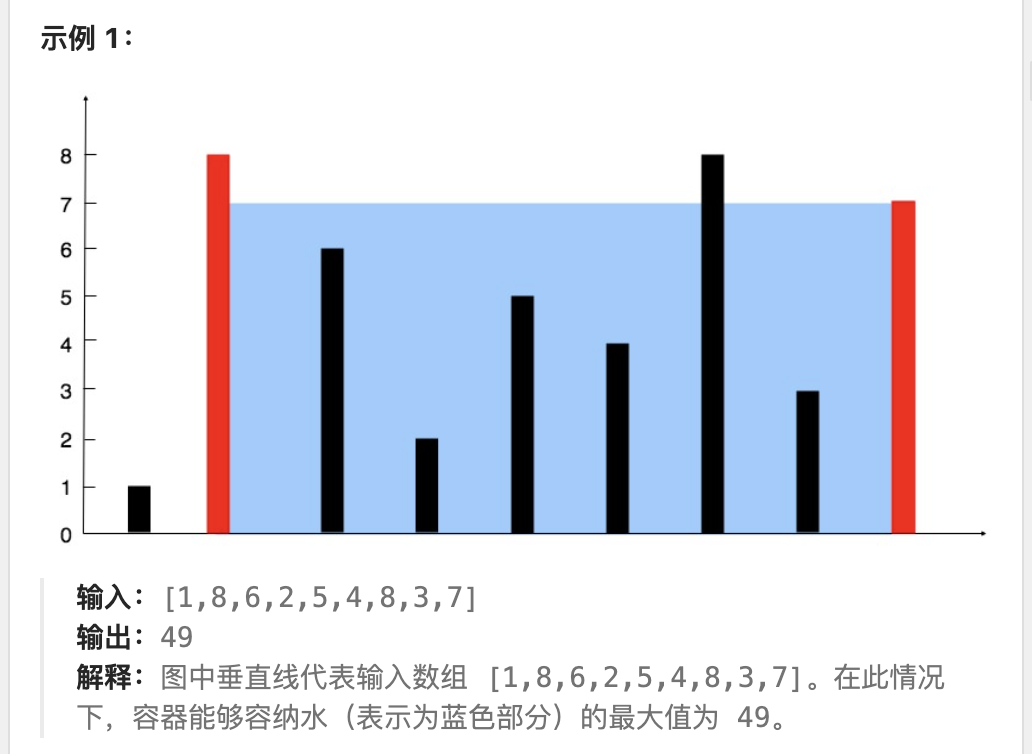 示例 1：
8
7
6
5
4
3
2
1
0
输入：[1,8,6,2,5,4,8,3,7]
输出：49
解释：图中垂直线代表输入数组 [1,8,6,2,5,4,8,3,7]。在此情况
下，容器能够容纳水（表示为蓝色部分）的最大值为 49。